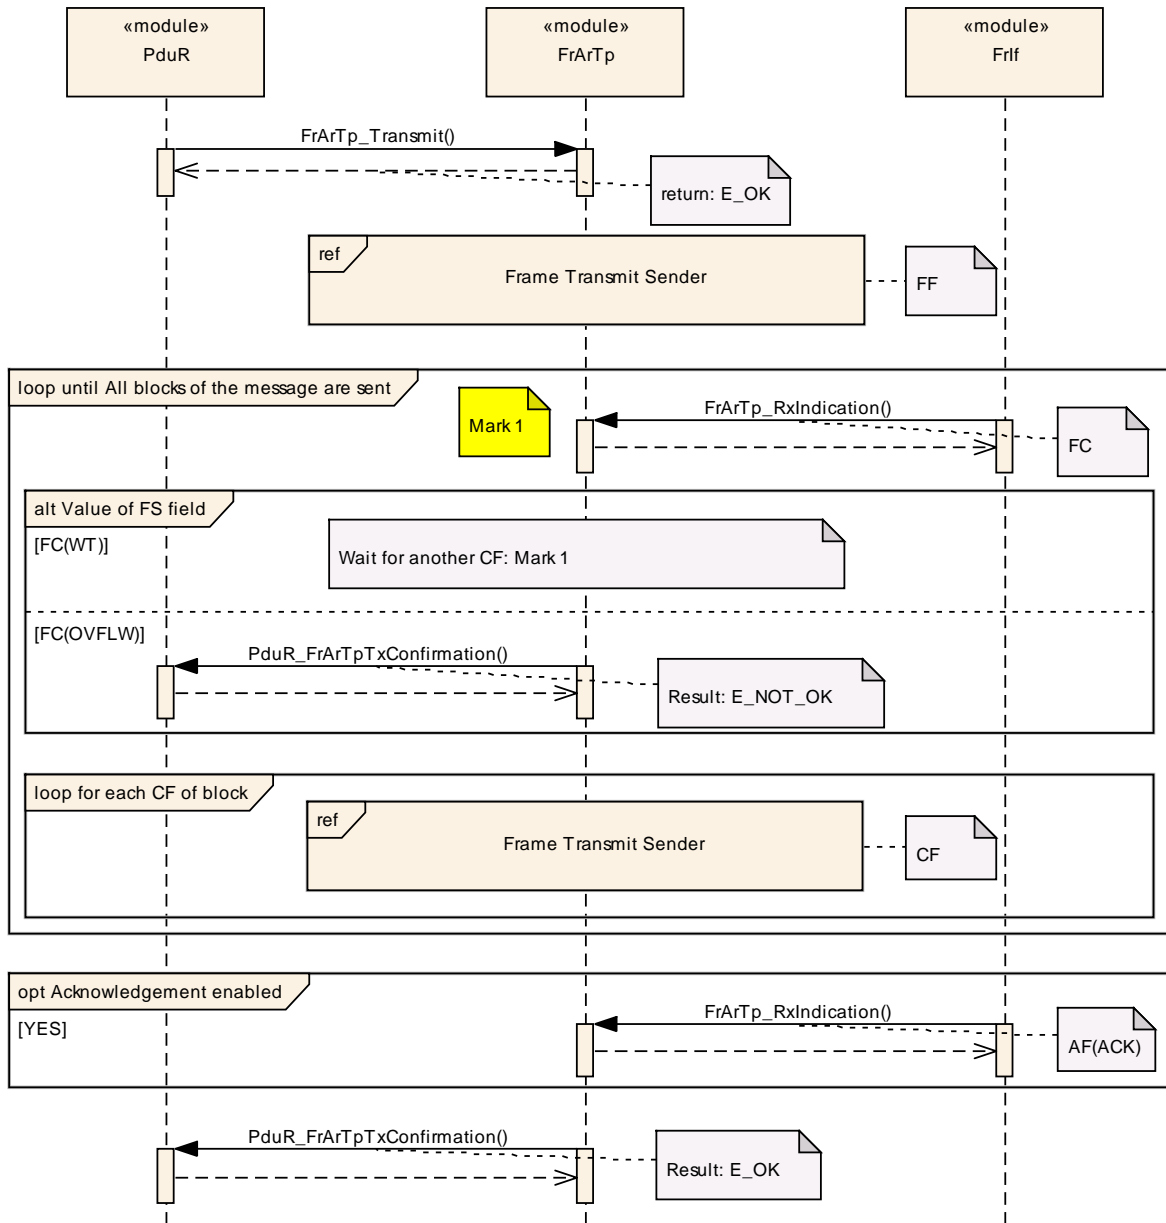 «module»
PduR
«module»
FrArTp
«module»
FrIf
FrArTp_Transmit()
return: E_OK
ref
Frame Transmit Sender
FF
loop until All blocks of the message are sent
Mark 1
FrArTp_RxIndication()
FC
alt Value of FS field
[FC(WT)]
Wait for another CF: Mark 1
[FC(OVFLW)]
PduR_FrArTpTxConfirmation()
Result: E_NOT_OK
loop for each CF of block
ref
Frame Transmit Sender
CF
opt Acknowledgement enabled
[YES]
FrArTp_RxIndication()
AF(ACK)
PduR_FrArTpTxConfirmation()
Result: E_OK